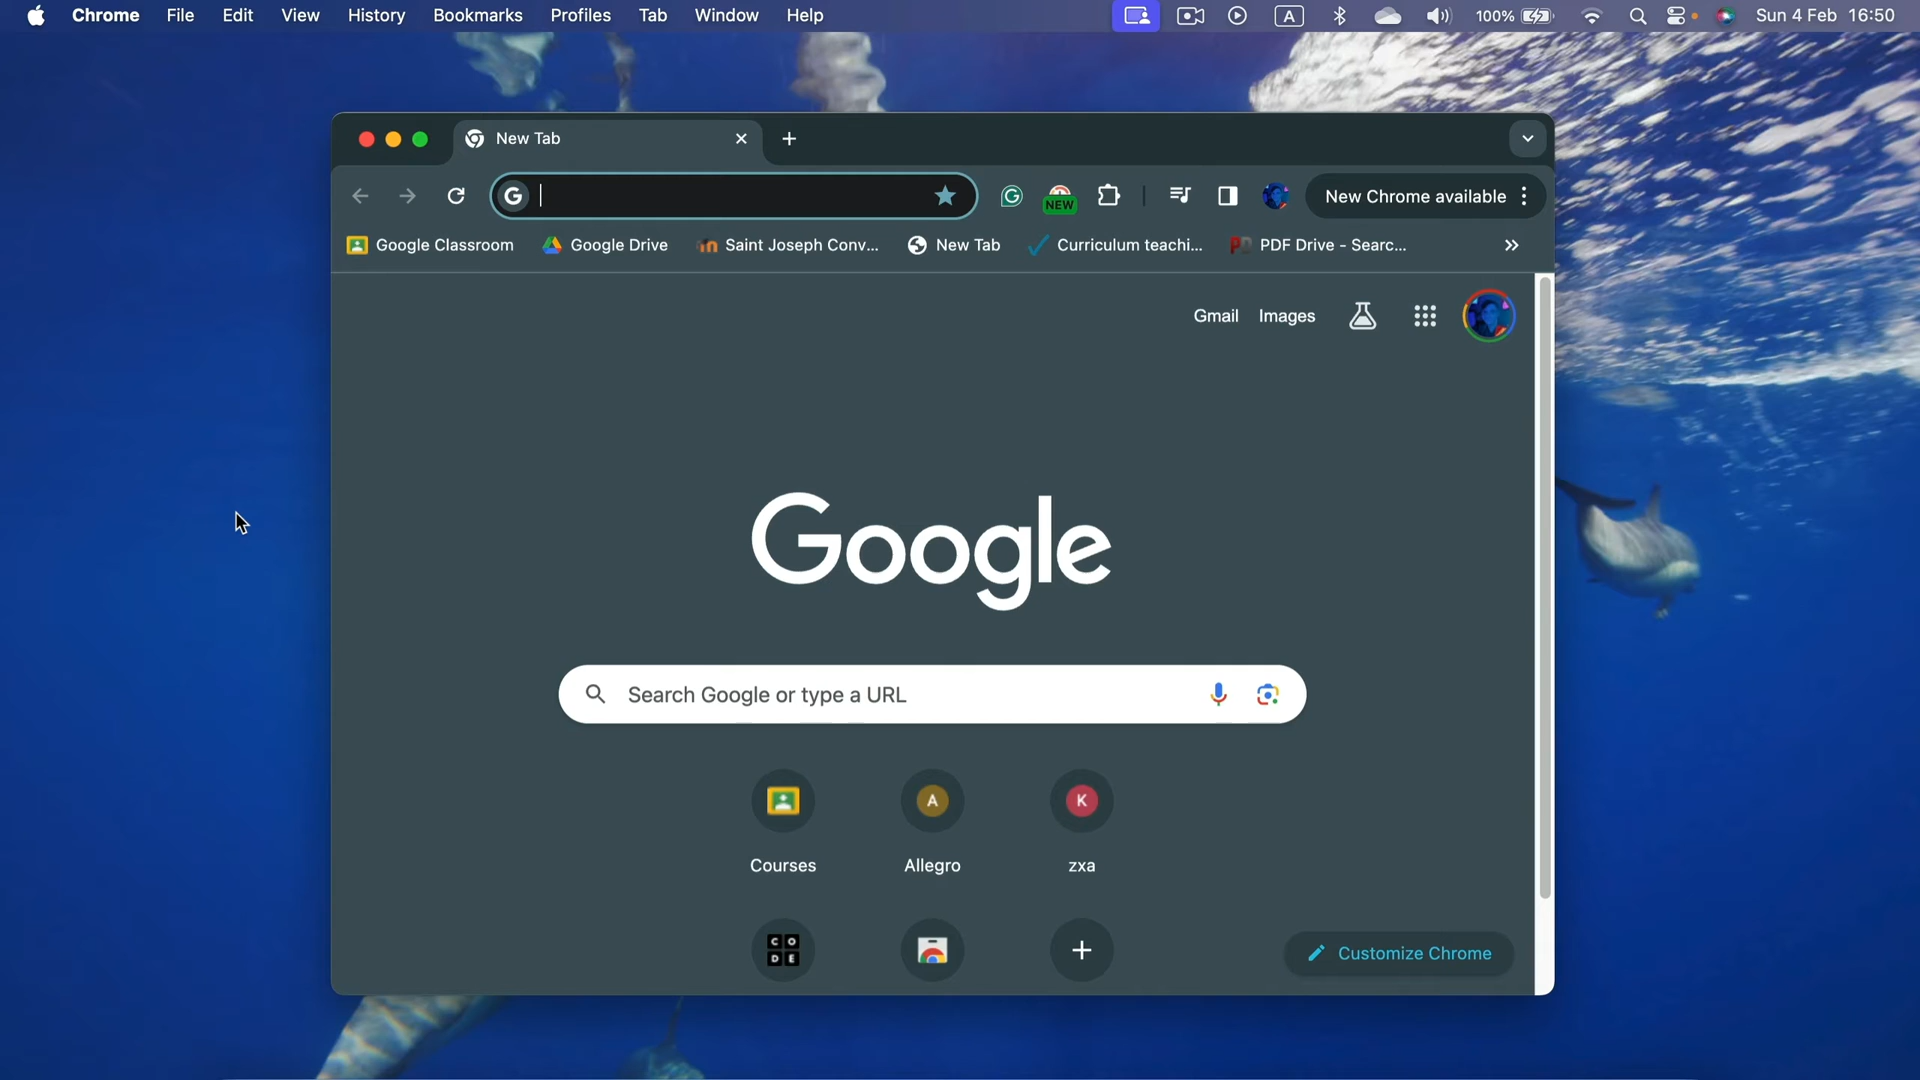 Chrome File Edit View History Bookmarks Profiles Tab Window Help A 100% Sun 4 Feb 16:50
New Tab
G NEW New Chrome available
Google Classroom Google Drive Saint Joseph Conv... New Tab Curriculum teachi... PDF Drive - Searc...
Gmail Images
Google
Search Google or type a URL
A K
Courses Allegro zxa
CO
DE
Customize Chrome